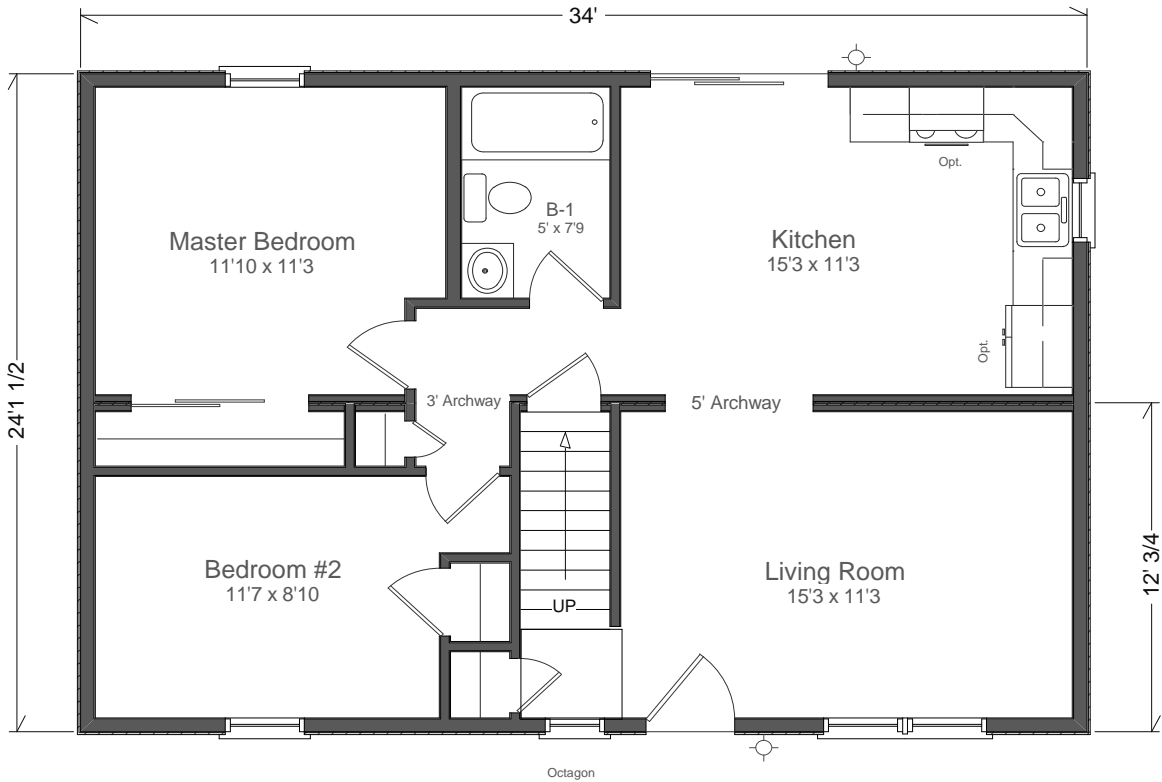 34'
Opt.
B-1
5' x 7'9
Master Bedroom
11'10 x 11'3
Kitchen
15'3 x 11'3
Opt.
24'1 1/2
3' Archway
5' Archway
12' 3/4
Bedroom #2
11'7 x 8'10
Living Room
15'3 x 11'3
UP
Octagon